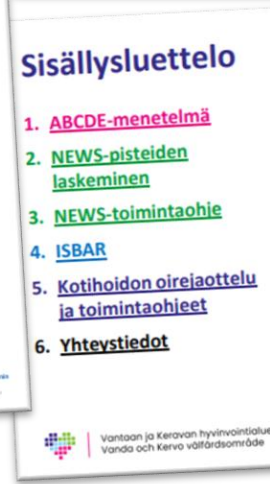 Sisällysluettelo
1. ABCDE-menetelmä
2. NEWS-pisteiden
laskeminen
3. NEWS-toimintaohje
4. ISBAR
5. Kotihoidon oirejaottelu
ja toimintaohjeet
6. Yhteystiedot
Vantaan ja Keravan hyvinvointialue
Vanda och Kervo välfärdsområde